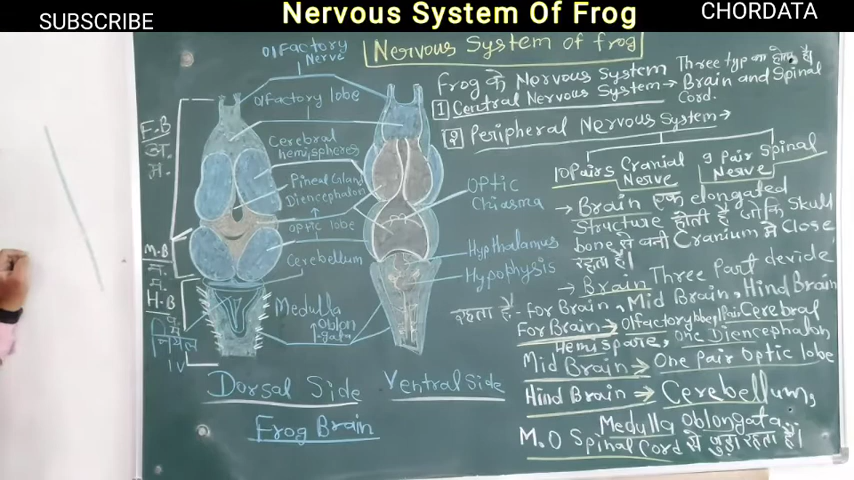 SUBSCRIBE
Nervous System Of Frog
CHORDATA
Nervous System of frog
Olfactory
Nerve
Olfactory lobe
Cerebral
hemispheres
Pineal Gland
Diencephalon
optic lobe
Cerebellum
Medulla
Oblon
-gata
F.B
अ.
म.
M.B
म.
म.
H.B
IV
OPTIC
Chiasma
Hypthalamus
Hypophysis
Dorsal Side
Ventral side
Frog Brain
Frog के Nervous System Three typ का होता है।
1 Central Nervous System → Brain and Spinal
Cord.
2 Peripheral Nervous System →
10 Pairs Cranial
Nerve
9 Pair Spinal
Nerve
→ Brain एक elongated
Structure होती है जोकि Skull
bone से बनी Cranium में Close
रहता है।
→ Brain Three Part devide
रहता है - For Brain, Mid Brain, Hind Brain
For Brain → Olfactory Cerebral
Hemispare, one Diencephalon
Mid Brain → One pair Optic lobe
Hind Brain → Cerebellum,
Medulla Oblongata
M.O Spinal Cord से जुड़ा रहता है।